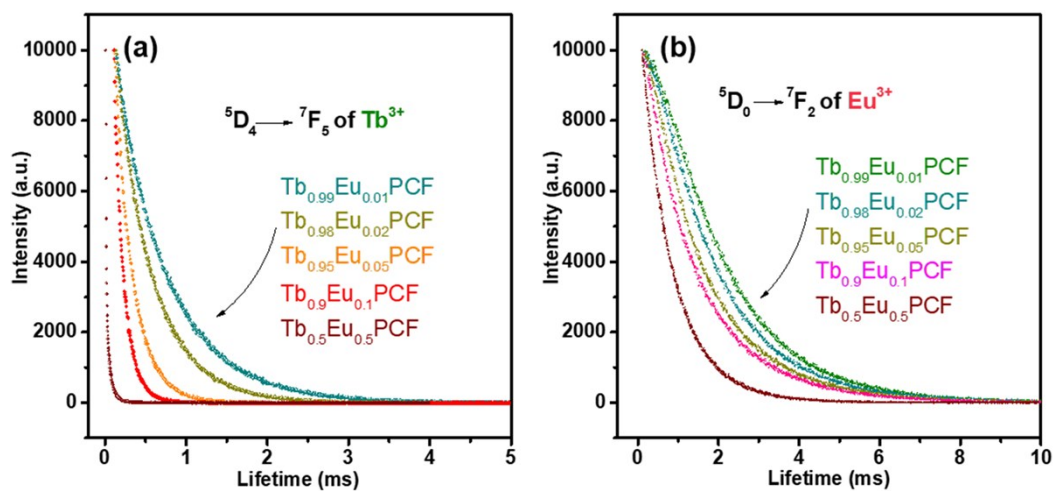 (a)
⁵D₄ → ⁷F₅ of Tb³⁺
Tb₀.₉₉Eu₀.₀₁PCF
Tb₀.₉₈Eu₀.₀₂PCF
Tb₀.₉₅Eu₀.₀₅PCF
Tb₀.₉Eu₀.₁PCF
Tb₀.₅Eu₀.₅PCF
10000
8000
6000
4000
2000
0
Intensity (a.u.)
0 1 2 3 4 5
Lifetime (ms)
(b)
⁵D₀ → ⁷F₂ of Eu³⁺
Tb₀.₉₉Eu₀.₀₁PCF
Tb₀.₉₈Eu₀.₀₂PCF
Tb₀.₉₅Eu₀.₀₅PCF
Tb₀.₉Eu₀.₁PCF
Tb₀.₅Eu₀.₅PCF
10000
8000
6000
4000
2000
0
Intensity (a.u.)
0 2 4 6 8 10
Lifetime (ms)